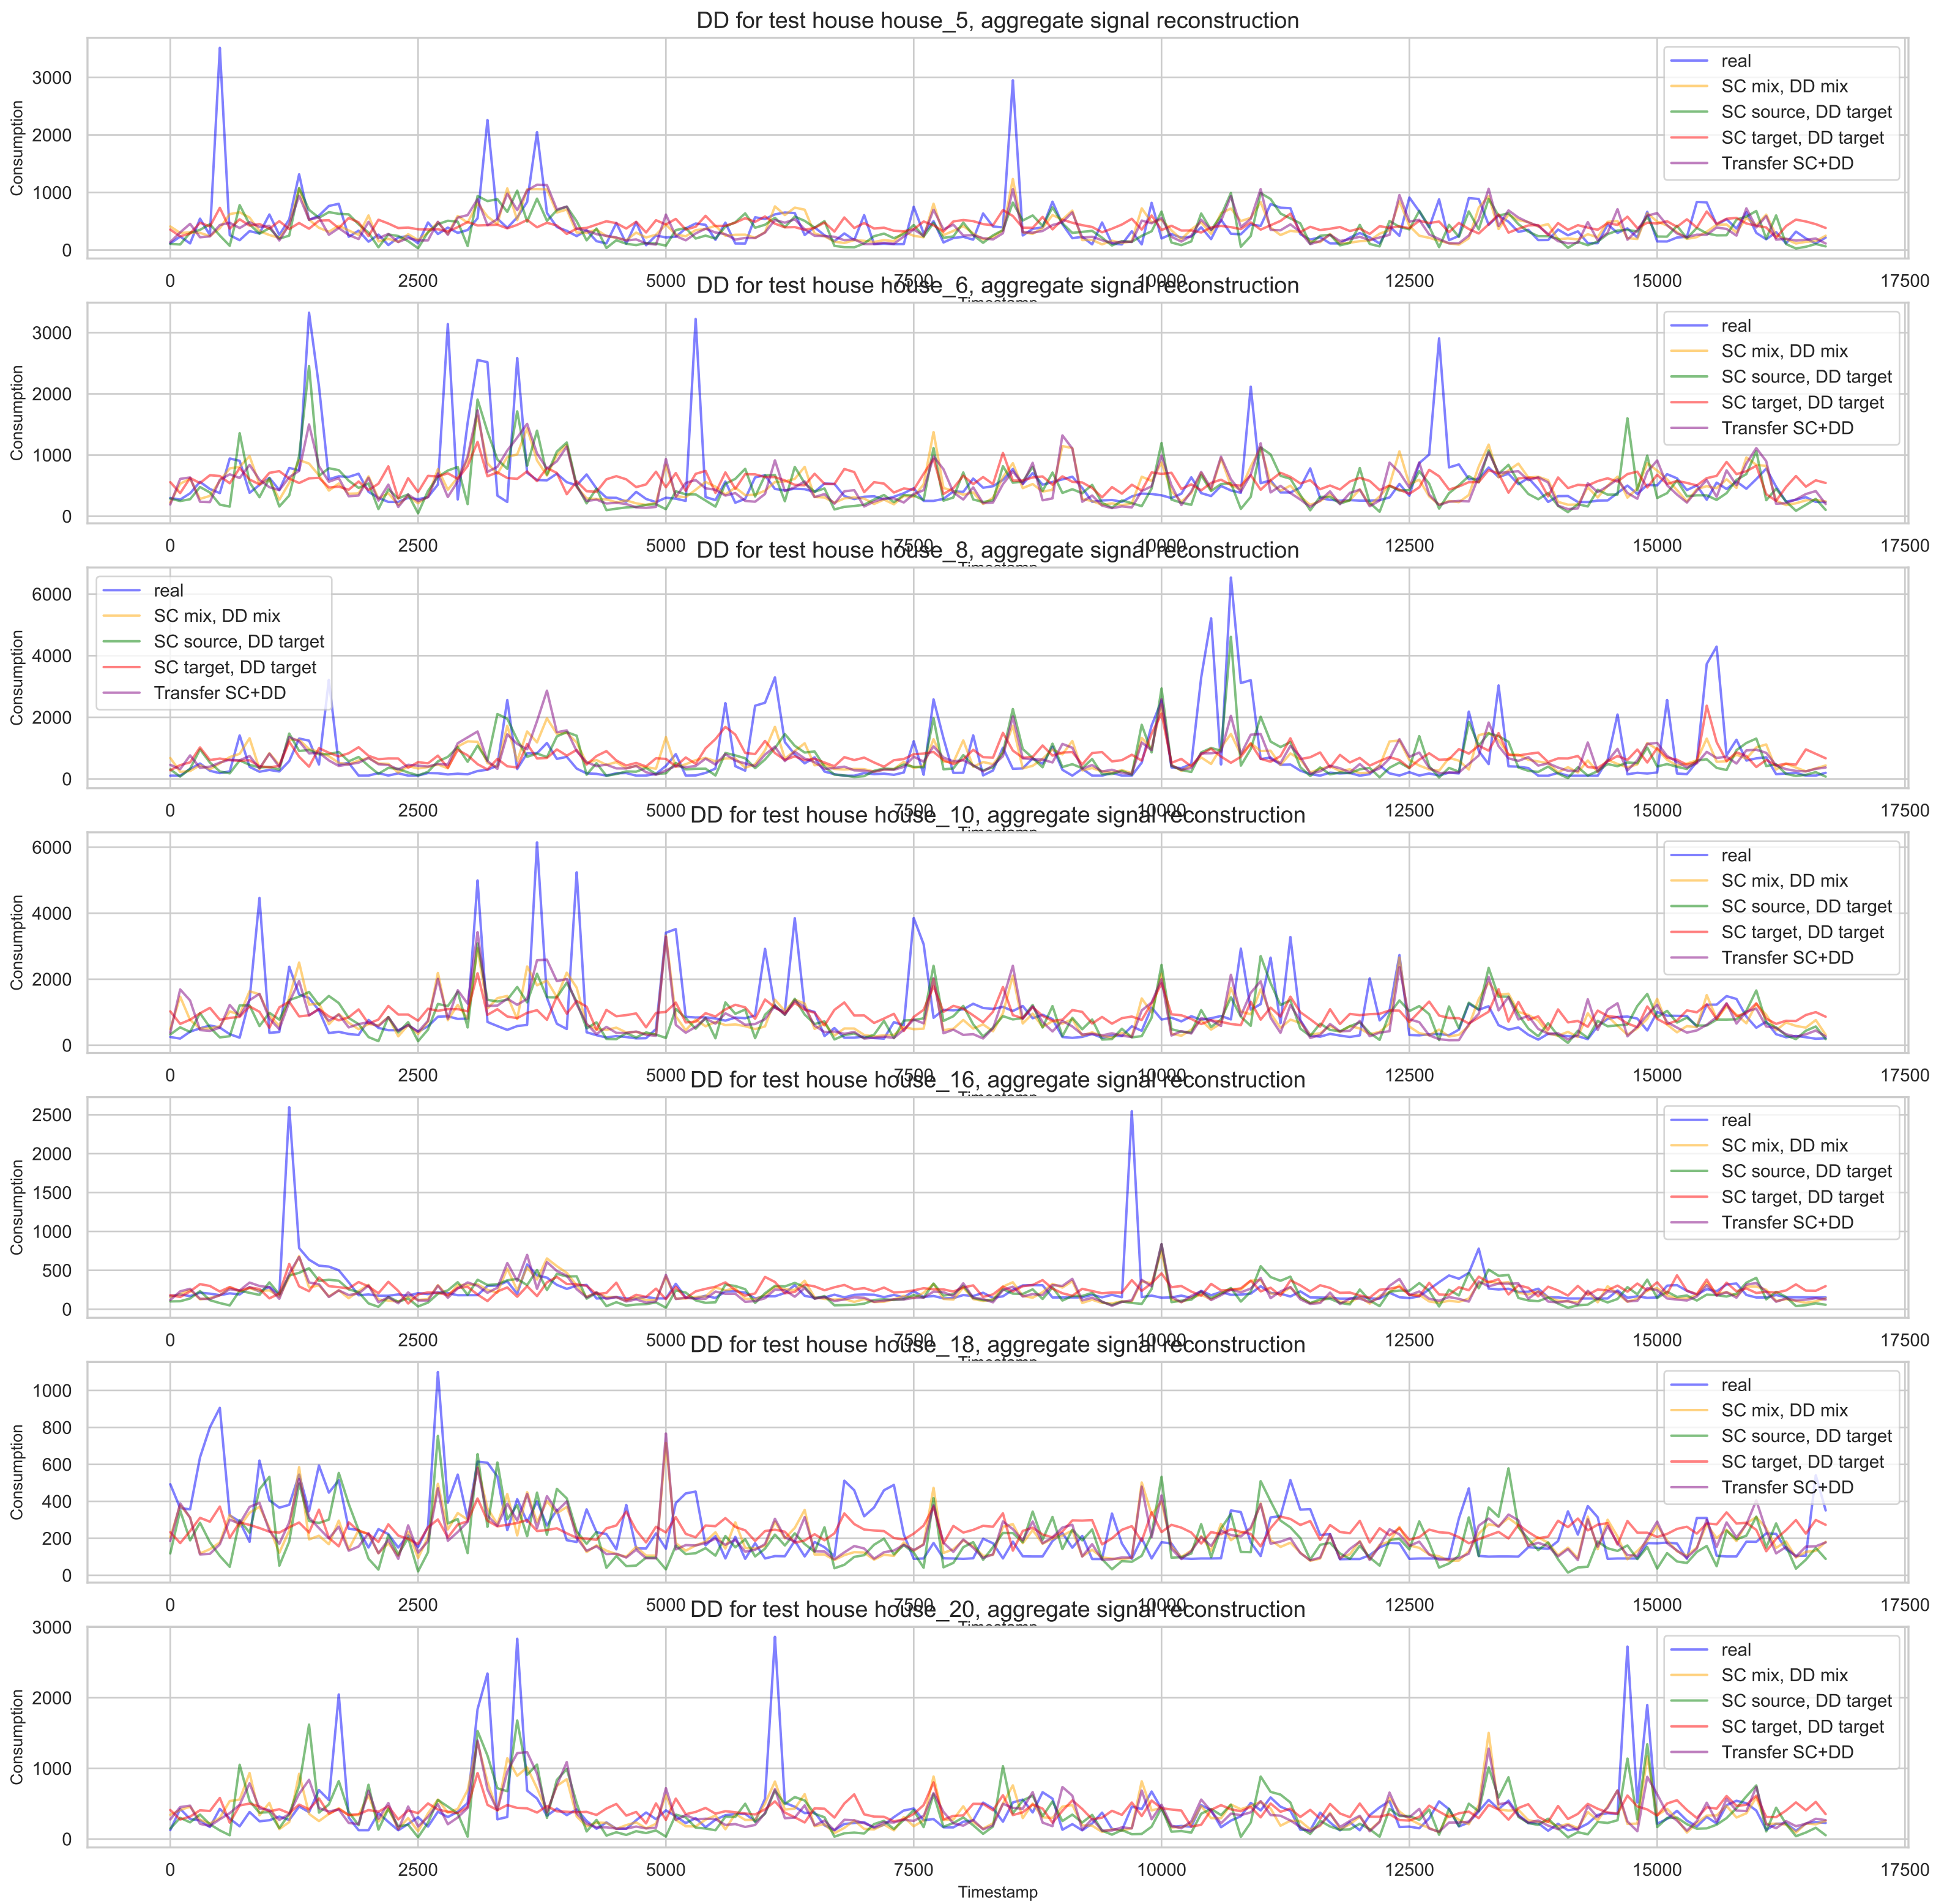 DD for test house house_5, aggregate signal reconstruction
3000
2000
1000
0
Consumption
real
SC mix, DD mix
SC source, DD target
SC target, DD target
Transfer SC+DD
0 2500 5000 7500 10000 12500 15000 17500
Timestamp
DD for test house house_6, aggregate signal reconstruction
3000
2000
1000
0
Consumption
real
SC mix, DD mix
SC source, DD target
SC target, DD target
Transfer SC+DD
0 2500 5000 7500 10000 12500 15000 17500
Timestamp
DD for test house house_8, aggregate signal reconstruction
6000
4000
2000
0
Consumption
real
SC mix, DD mix
SC source, DD target
SC target, DD target
Transfer SC+DD
0 2500 5000 7500 10000 12500 15000 17500
Timestamp
DD for test house house_10, aggregate signal reconstruction
6000
4000
2000
0
Consumption
real
SC mix, DD mix
SC source, DD target
SC target, DD target
Transfer SC+DD
0 2500 5000 7500 10000 12500 15000 17500
Timestamp
DD for test house house_16, aggregate signal reconstruction
2500
2000
1500
1000
500
0
Consumption
real
SC mix, DD mix
SC source, DD target
SC target, DD target
Transfer SC+DD
0 2500 5000 7500 10000 12500 15000 17500
Timestamp
DD for test house house_18, aggregate signal reconstruction
1000
800
600
400
200
0
Consumption
real
SC mix, DD mix
SC source, DD target
SC target, DD target
Transfer SC+DD
0 2500 5000 7500 10000 12500 15000 17500
Timestamp
DD for test house house_20, aggregate signal reconstruction
3000
2000
1000
0
Consumption
real
SC mix, DD mix
SC source, DD target
SC target, DD target
Transfer SC+DD
0 2500 5000 7500 10000 12500 15000 17500
Timestamp